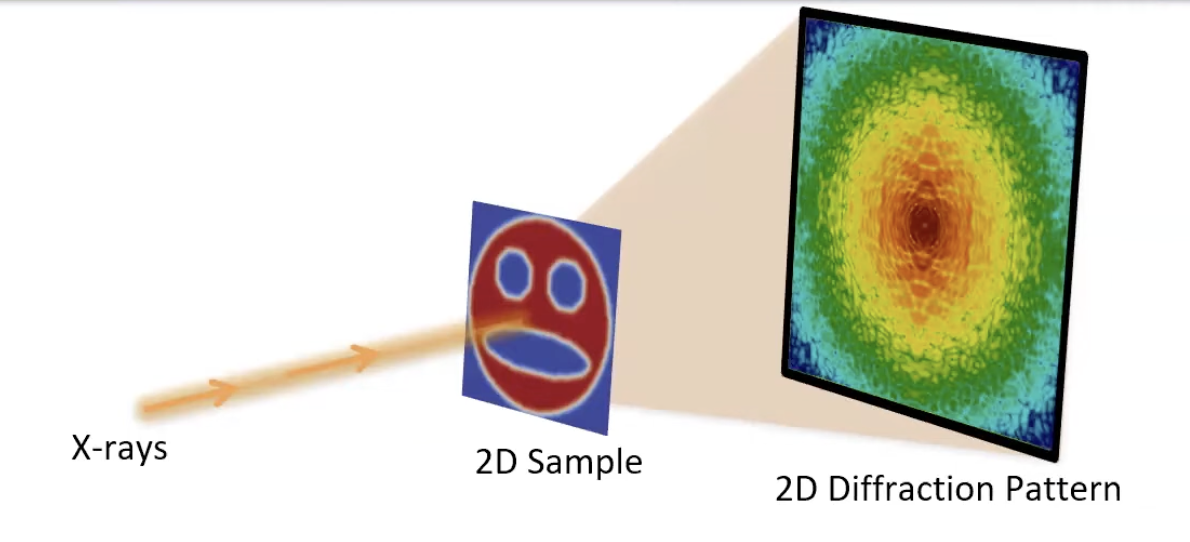 X-rays
2D Sample
2D Diffraction Pattern